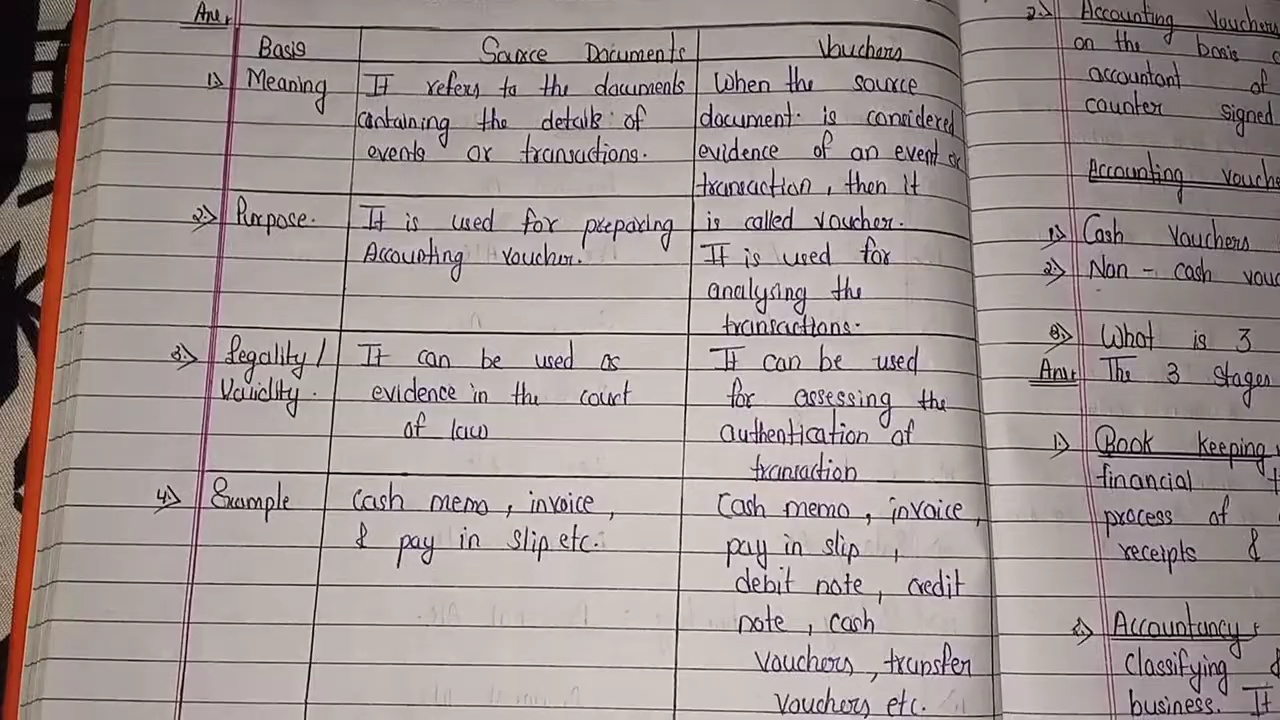 Ans,
Basis Source Documents Vouchers
1) Meaning
It refers to the documents
containing the details of
events or transactions.
When the source
document is considered
evidence of an event or
transaction, then it
is called voucher.
2) Purpose.
It is used for preparing
Accounting voucher.
It is used for
analysing the
transactions.
3) Legality /
Validity.
It can be used as
evidence in the court
of law
It can be used
for assessing the
authentication of
transaction
4) Example
Cash memo, invoice,
& pay in slip etc.
Cash memo, invoice,
pay in slip,
debit note, credit
note, cash
vouchers, transfer
vouchers etc.
2) Accounting Vouchers
on the basis
accountant of
counter signed
Accounting vouche
1) Cash Vouchers
2) Non - cash vouc
8) What is 3
Ans, The 3 stages
1) Book keeping
financial
process of
receipts &
2) Accountancy:
Classifying
business. It